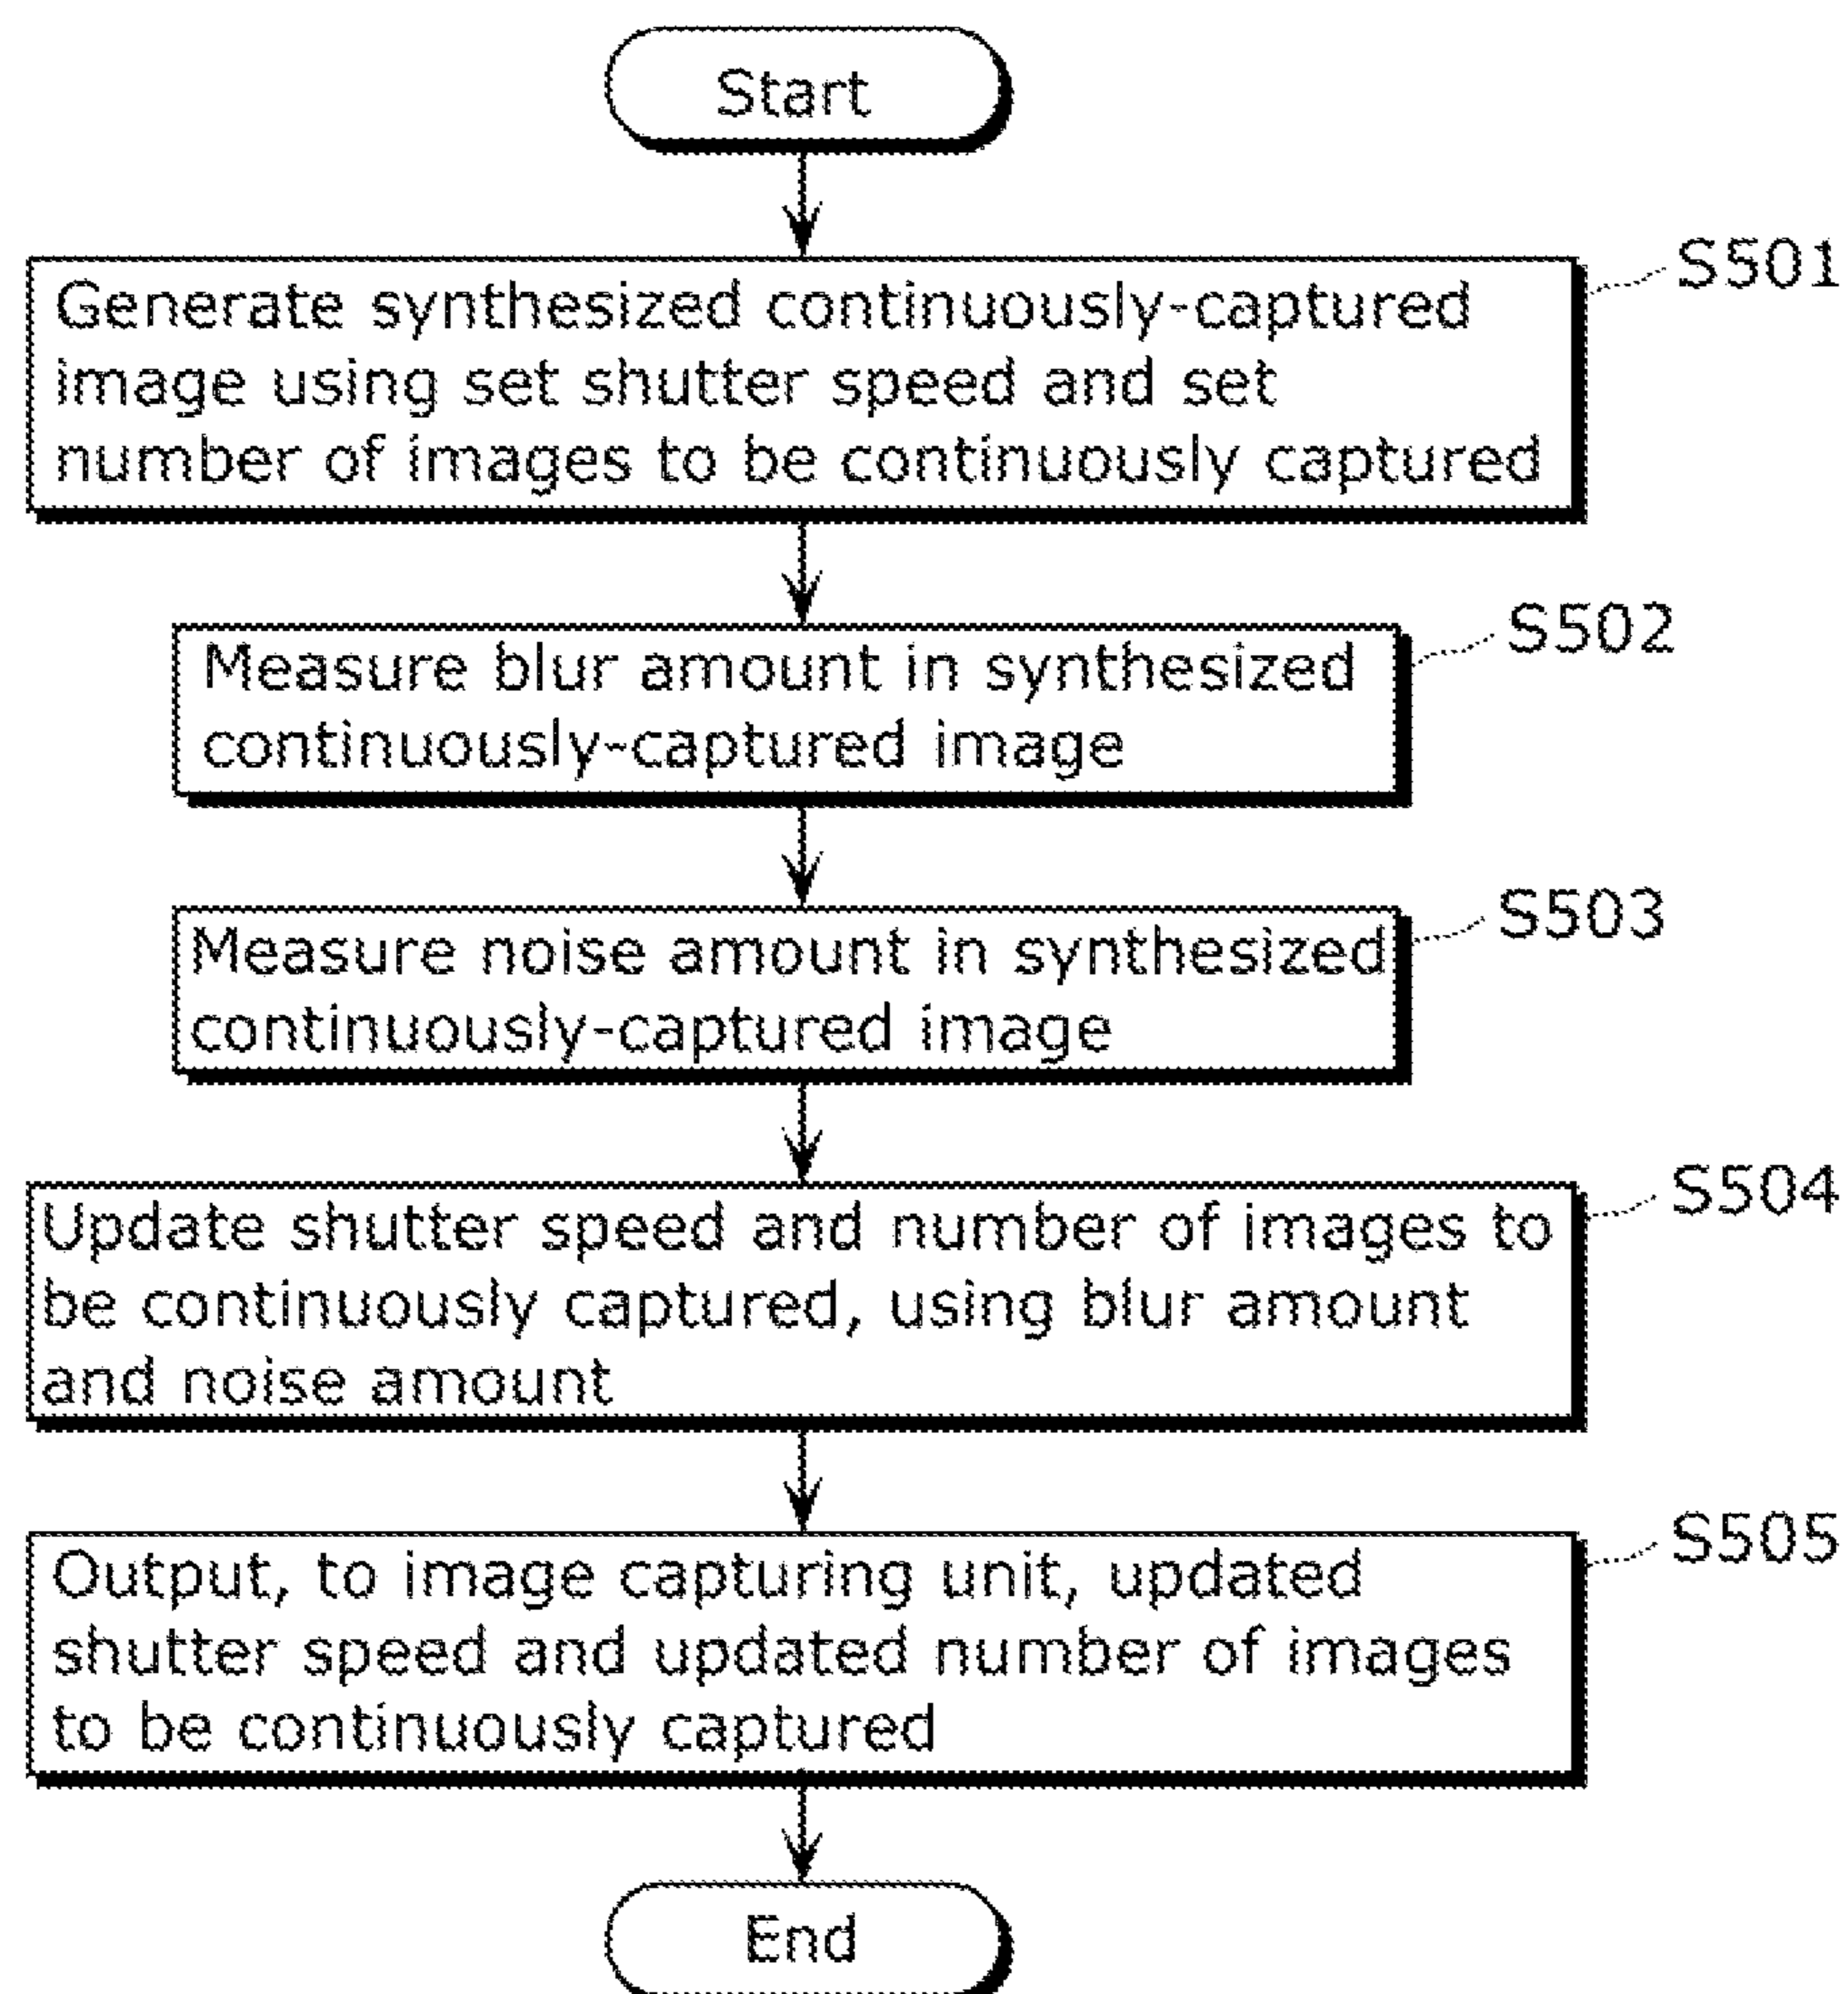 Start
S501
Generate synthesized continuously-captured
image using set shutter speed and set
number of images to be continuously captured
S502
Measure blur amount in synthesized
continuously-captured image
S503
Measure noise amount in synthesized
continuously-captured image
S504
Update shutter speed and number of images to
be continuously captured, using blur amount
and noise amount
S505
Output, to image capturing unit, updated
shutter speed and updated number of images
to be continuously captured
End